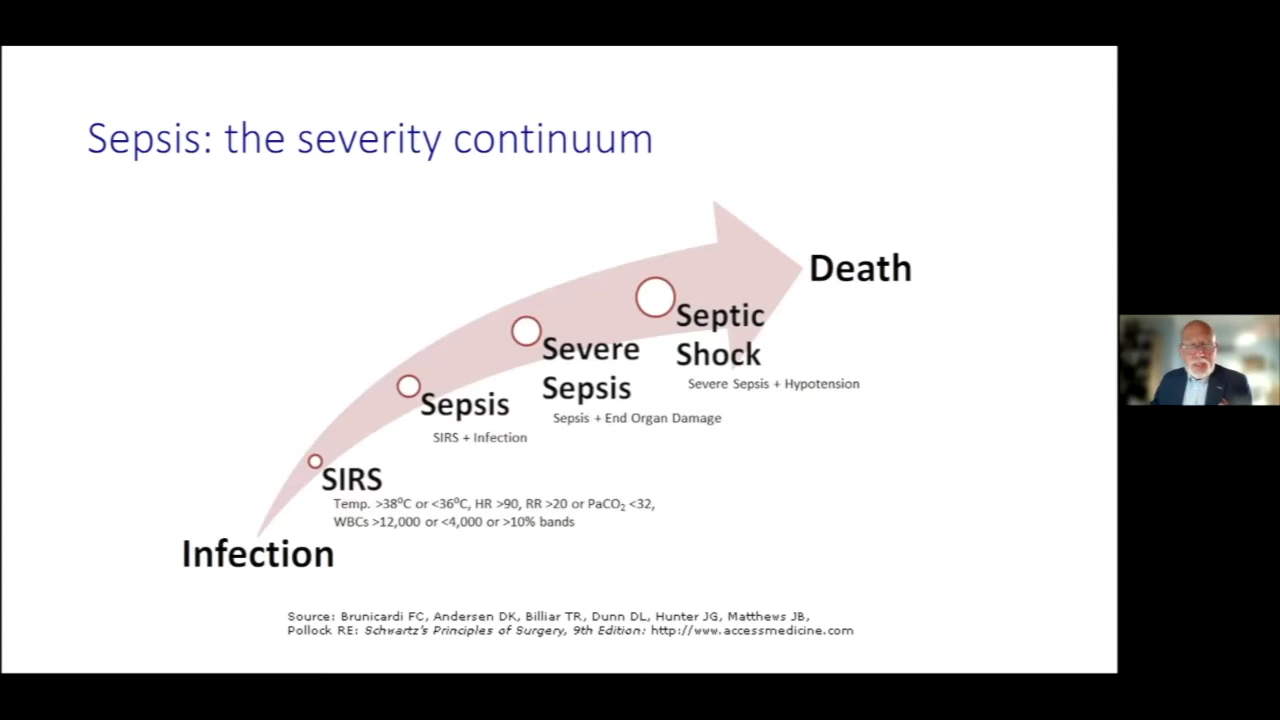 Sepsis: the severity continuum
Death
Septic
Shock
Severe Sepsis + Hypotension
Severe
Sepsis
Sepsis + End Organ Damage
Sepsis
SIRS + Infection
SIRS
Temp. >38⁰C or <36⁰C, HR >90, RR >20 or PaCO₂ <32,
WBCs >12,000 or <4,000 or >10% bands
Infection
Source: Brunicardi FC, Andersen DK, Billiar TR, Dunn DL, Hunter JG, Matthews JB,
Pollock RE: Schwartz's Principles of Surgery, 9th Edition: http://www.accessmedicine.com